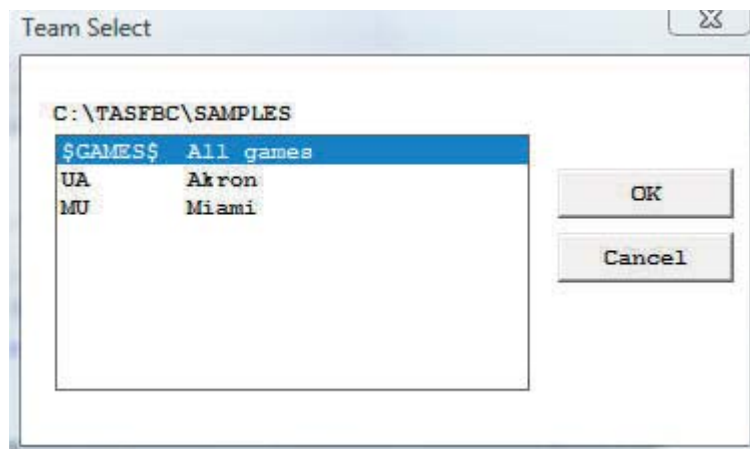 Team Select
C:\TASFBC\SAMPLES
$GAMES$ All games
UA Akron
MU Miami
OK
Cancel